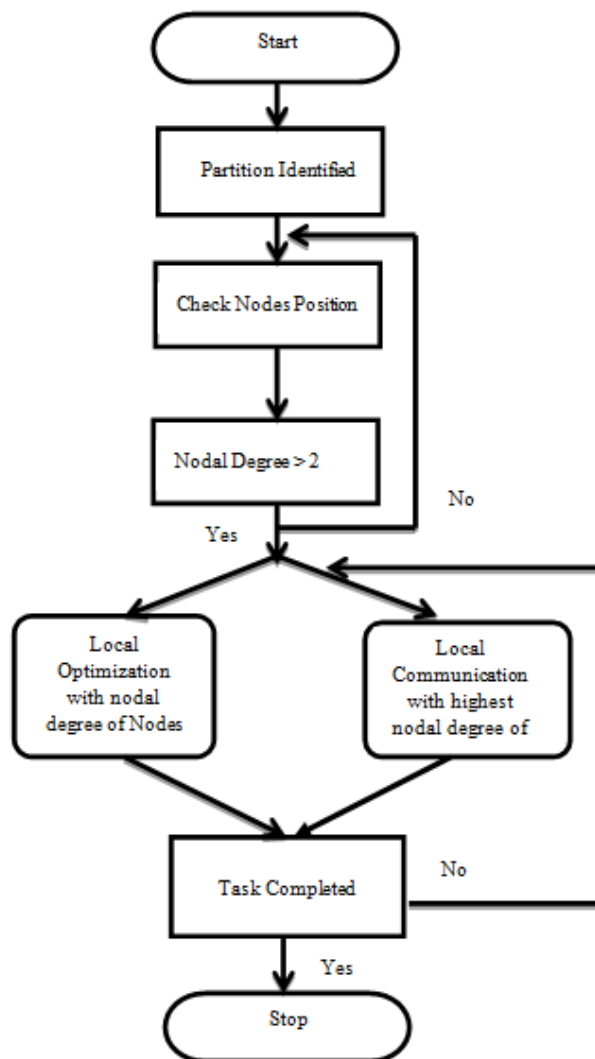 Start
Partition Identified
Check Nodes Position
Nodal Degree > 2
No
Yes
Local
Optimization
with nodal
degree of Nodes
Local
Communication
with highest
nodal degree of
Task Completed
No
Yes
Stop